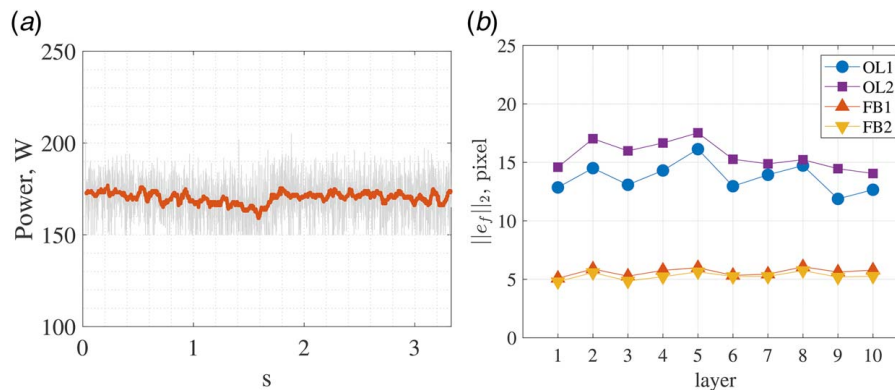 (a)
250
200
150
100
Power, W
0
1
2
3
s
(b)
25
20
15
10
5
0
||e_f||_2, pixel
OL1
OL2
FB1
FB2
1 2 3 4 5 6 7 8 9 10
layer